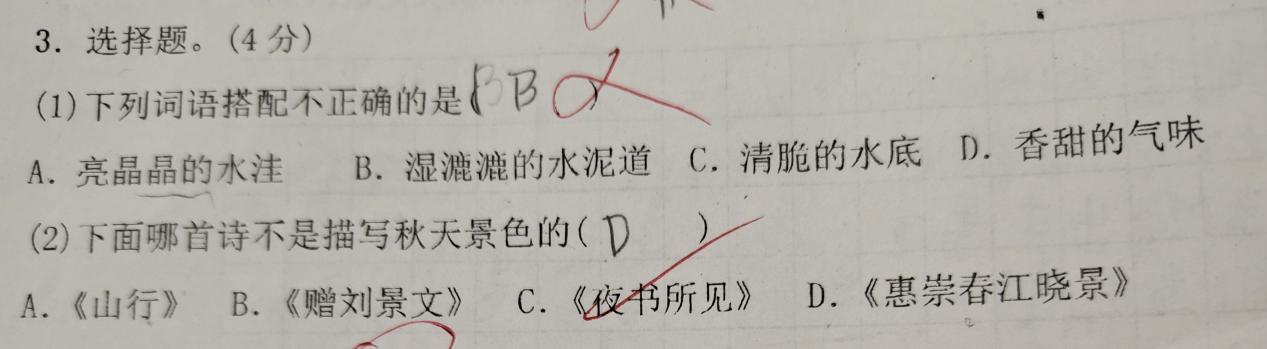 3. 选择题。(4分)
(1)下列词语搭配不正确的是( B )
A. 亮晶晶的水洼 B. 湿漉漉的水泥道 C. 清脆的水底 D. 香甜的气味
(2)下面哪首诗不是描写秋天景色的( D )
A.《山行》 B.《赠刘景文》 C.《夜书所见》 D.《惠崇春江晓景》